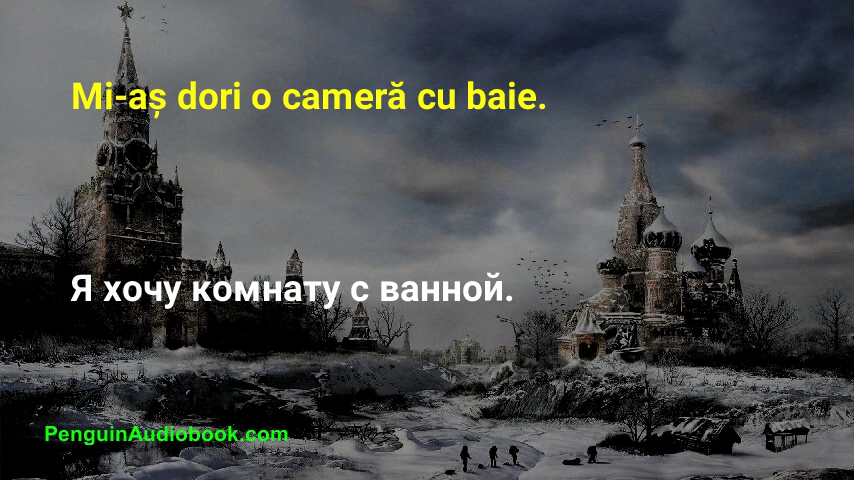 Mi-aș dori o cameră cu baie.
Я хочу комнату с ванной.
PenguinAudiobook.com